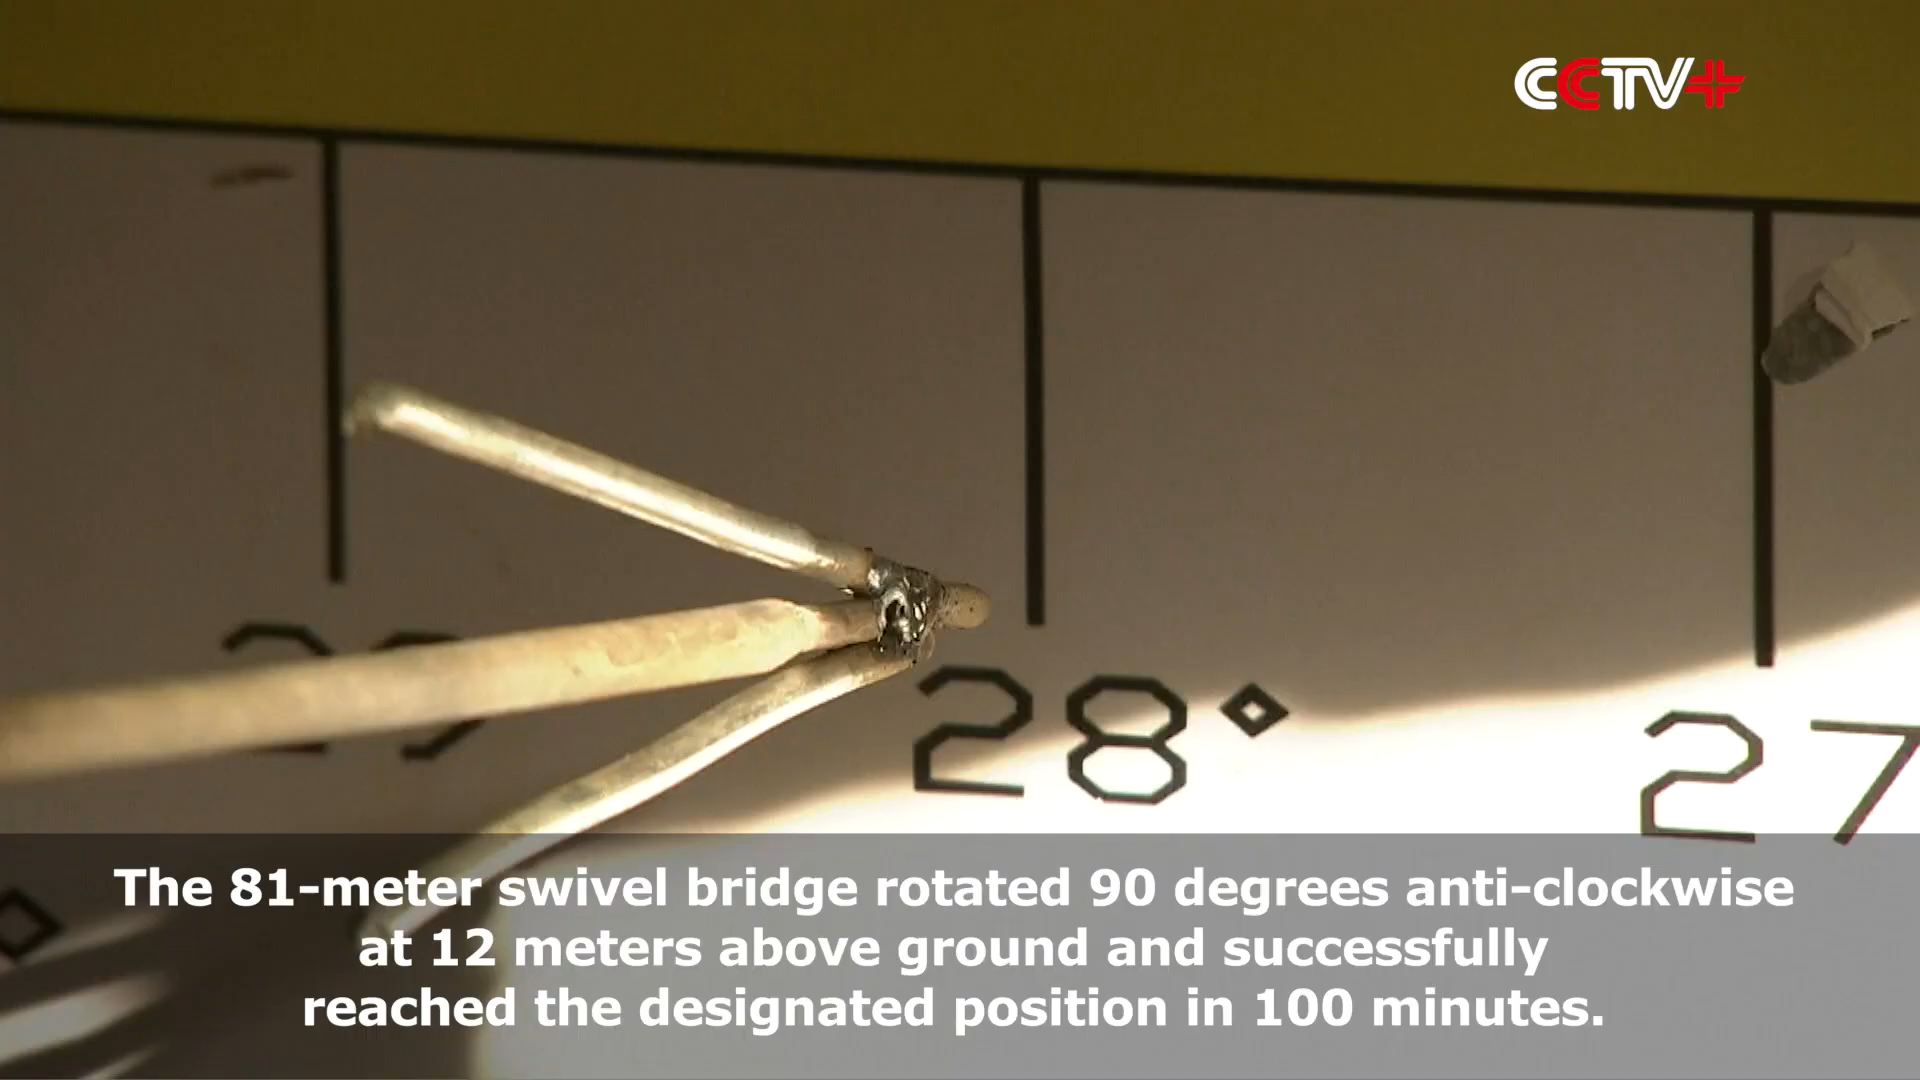 CCTV+
29
28°
27
The 81-meter swivel bridge rotated 90 degrees anti-clockwise
at 12 meters above ground and successfully
reached the designated position in 100 minutes.